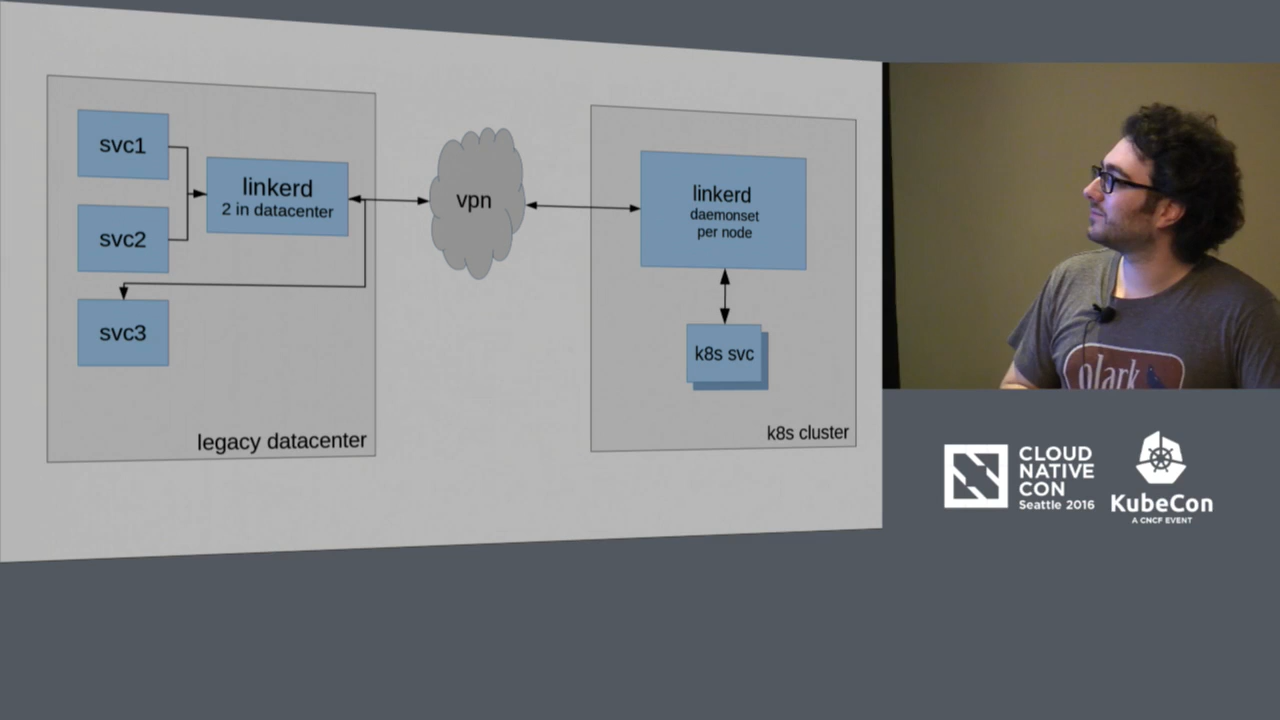 svc1
svc2
svc3
linkerd
2 in datacenter
legacy datacenter
vpn
linkerd
daemonset
per node
k8s svc
k8s cluster
olark
CLOUD
NATIVE
CON
Seattle 2016
KubeCon
A CNCF EVENT